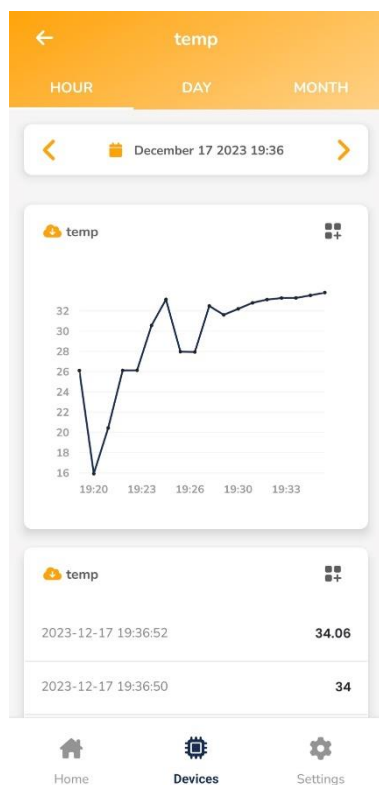 temp
HOUR DAY MONTH
December 17 2023 19:36
temp
32
30
28
26
24
22
20
18
16
19:20 19:23 19:26 19:30 19:33
temp
2023-12-17 19:36:52 34.06
2023-12-17 19:36:50 34
Home Devices Settings